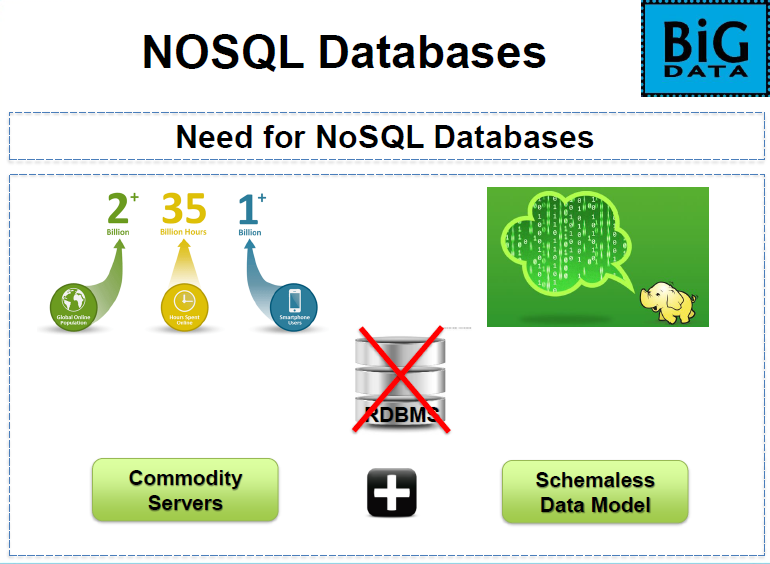 NOSQL Databases
BiG
DATA
Need for NoSQL Databases
2+
Billion
35
Billion Hours
1+
Billion
Global Online
Population
Hours Spent
Online
Smartphone
Users
RDBMS
Commodity
Servers
Schemaless
Data Model